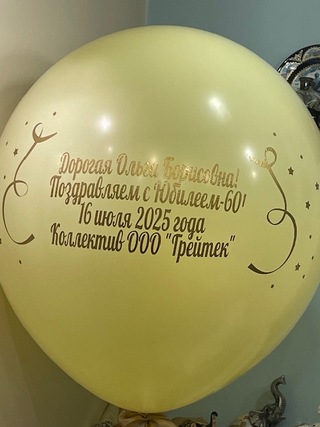 Дорогая Ольга Борисовна!
Поздравляем с Юбилеем-60!
16 июля 2025 года
Коллектив ООО "Грейтек"